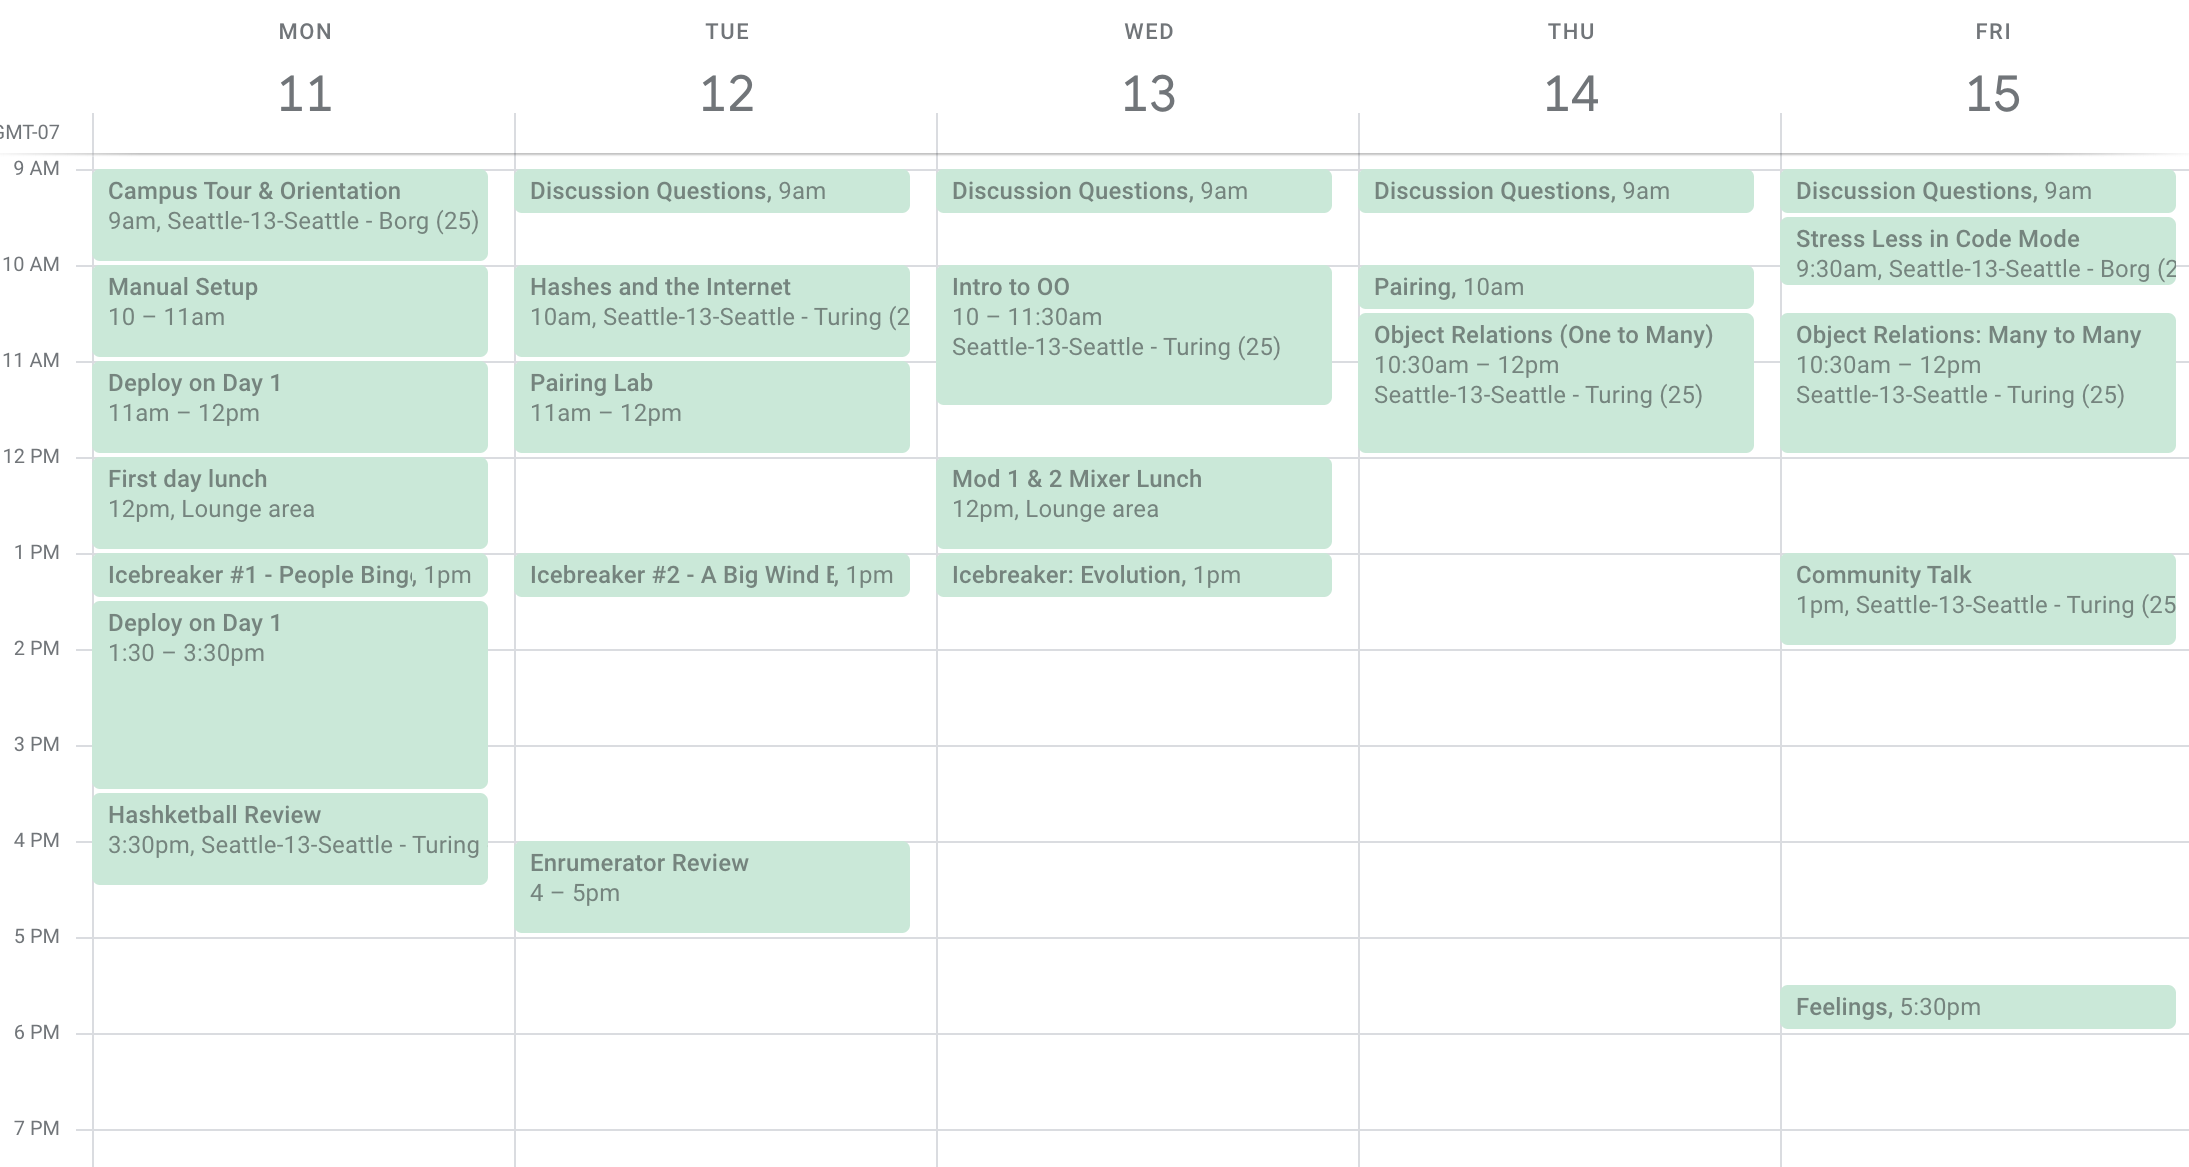 MON
TUE
WED
THU
FRI
11
12
13
14
15
GMT-07
9 AM
10 AM
11 AM
12 PM
1 PM
2 PM
3 PM
4 PM
5 PM
6 PM
7 PM
Campus Tour & Orientation
9am, Seattle-13-Seattle - Borg (25)
Manual Setup
10 – 11am
Deploy on Day 1
11am – 12pm
First day lunch
12pm, Lounge area
Icebreaker #1 - People Bing, 1pm
Deploy on Day 1
1:30 – 3:30pm
Hashketball Review
3:30pm, Seattle-13-Seattle - Turing
Discussion Questions, 9am
Hashes and the Internet
10am, Seattle-13-Seattle - Turing (2
Pairing Lab
11am – 12pm
Icebreaker #2 - A Big Wind, 1pm
Enrumerator Review
4 – 5pm
Discussion Questions, 9am
Intro to OO
10 – 11:30am
Seattle-13-Seattle - Turing (25)
Mod 1 & 2 Mixer Lunch
12pm, Lounge area
Icebreaker: Evolution, 1pm
Discussion Questions, 9am
Pairing, 10am
Object Relations (One to Many)
10:30am – 12pm
Seattle-13-Seattle - Turing (25)
Discussion Questions, 9am
Stress Less in Code Mode
9:30am, Seattle-13-Seattle - Borg (2
Object Relations: Many to Many
10:30am – 12pm
Seattle-13-Seattle - Turing (25)
Community Talk
1pm, Seattle-13-Seattle - Turing (25
Feelings, 5:30pm